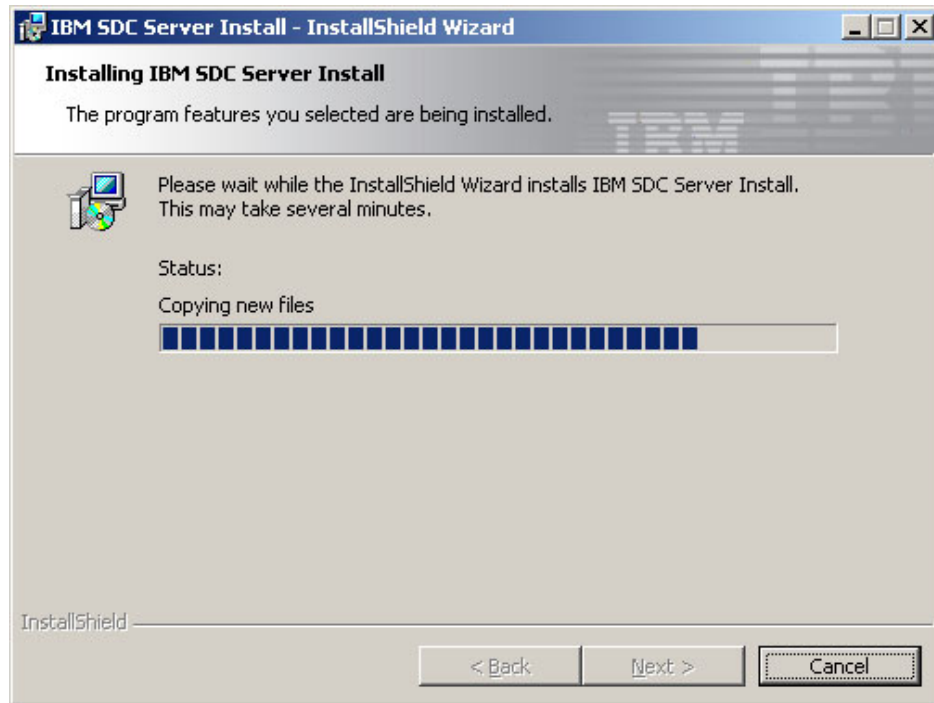 IBM SDC Server Install - InstallShield Wizard
Installing IBM SDC Server Install
The program features you selected are being installed.
IBM
Please wait while the InstallShield Wizard installs IBM SDC Server Install.
This may take several minutes.
Status:
Copying new files
InstallShield
< Back
Next >
Cancel